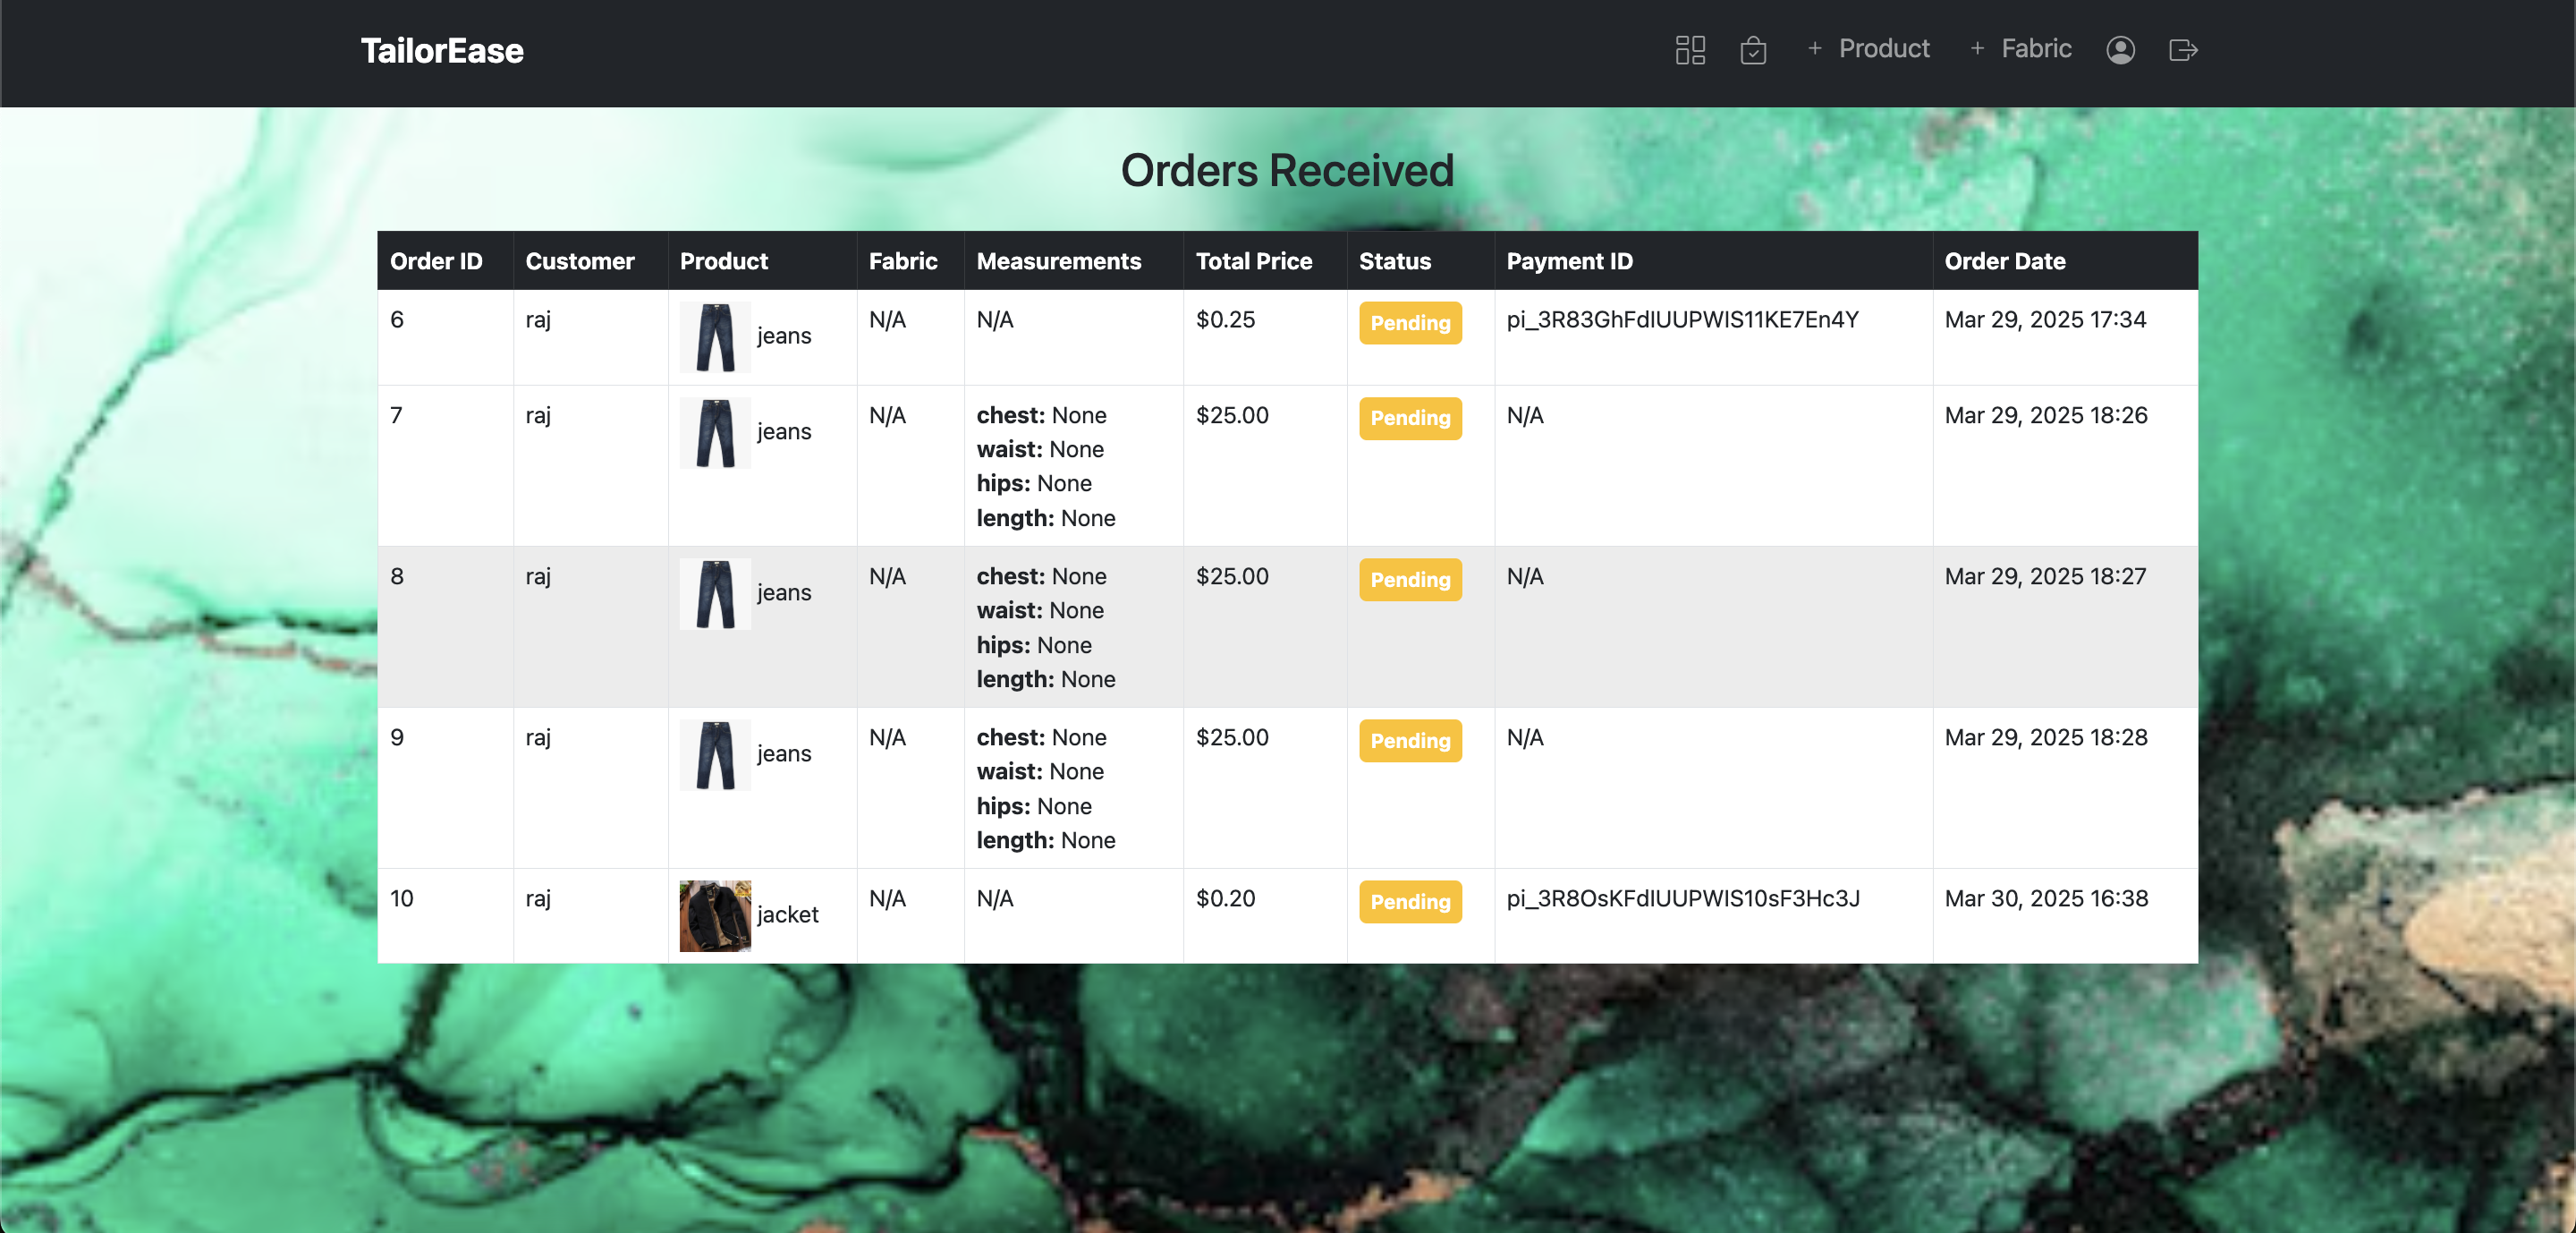 TailorEase
+ Product + Fabric
Orders Received
Order ID Customer Product Fabric Measurements Total Price Status Payment ID Order Date
6 raj jeans N/A N/A $0.25 Pending pi_3R83GhFdIUUPWIS11KE7En4Y Mar 29, 2025 17:34
7 raj jeans N/A chest: None $25.00 Pending N/A Mar 29, 2025 18:26
waist: None
hips: None
length: None
8 raj jeans N/A chest: None $25.00 Pending N/A Mar 29, 2025 18:27
waist: None
hips: None
length: None
9 raj jeans N/A chest: None $25.00 Pending N/A Mar 29, 2025 18:28
waist: None
hips: None
length: None
10 raj jacket N/A N/A $0.20 Pending pi_3R8OsKFdIUUPWIS10sF3Hc3J Mar 30, 2025 16:38